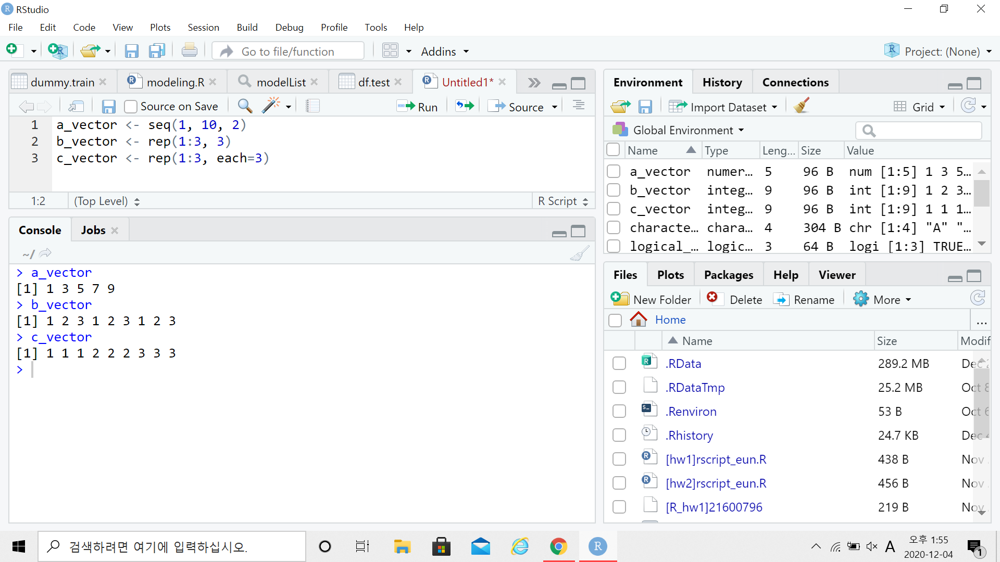 RStudio
File Edit Code View Plots Session Build Debug Profile Tools Help
Go to file/function Addins Project: (None)
dummy.train modeling.R modelList df.test Untitled1*
Source on Save Run Source
1 a_vector <- seq(1, 10, 2)
2 b_vector <- rep(1:3, 3)
3 c_vector <- rep(1:3, each=3)
1:2 (Top Level) R Script
Console Jobs
~/
> a_vector
[1] 1 3 5 7 9
> b_vector
[1] 1 2 3 1 2 3 1 2 3
> c_vector
[1] 1 1 1 2 2 2 3 3 3
>
Environment History Connections
Import Dataset Grid
Global Environment
Name Type Leng... Size Value
a_vector numer... 5 96 B num [1:5] 1 3 5...
b_vector integ... 9 96 B int [1:9] 1 2 3...
c_vector integ... 9 96 B int [1:9] 1 1 1...
characte... chara... 4 304 B chr [1:4] "A" "...
logical_... logic... 3 64 B logi [1:3] TRUE...
Files Plots Packages Help Viewer
New Folder Delete Rename More
Home ...
Name Size Modif
.RData 289.2 MB Dec 2
.RDataTmp 25.2 MB Oct 8
.Renviron 53 B Oct 6
.Rhistory 24.7 KB Dec 4
[hw1]rscript_eun.R 438 B Nov
[hw2]rscript_eun.R 456 B Nov
[R_hw1]21600796 219 B Nov
검색하려면 여기에 입력하십시오.
A 오후 1:55
2020-12-04
1